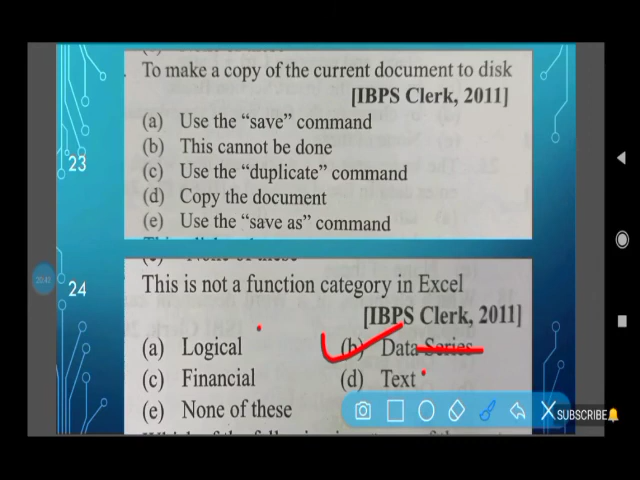 To make a copy of the current document to disk
[IBPS Clerk, 2011]
(a) Use the “save” command
(b) This cannot be done
23
(c) Use the “duplicate” command
(d) Copy the document
(e) Use the “save as” command
24
This is not a function category in Excel
[IBPS Clerk, 2011]
(a) Logical (b) Data Series
(c) Financial (d) Text
(e) None of these
SUBSCRIBE